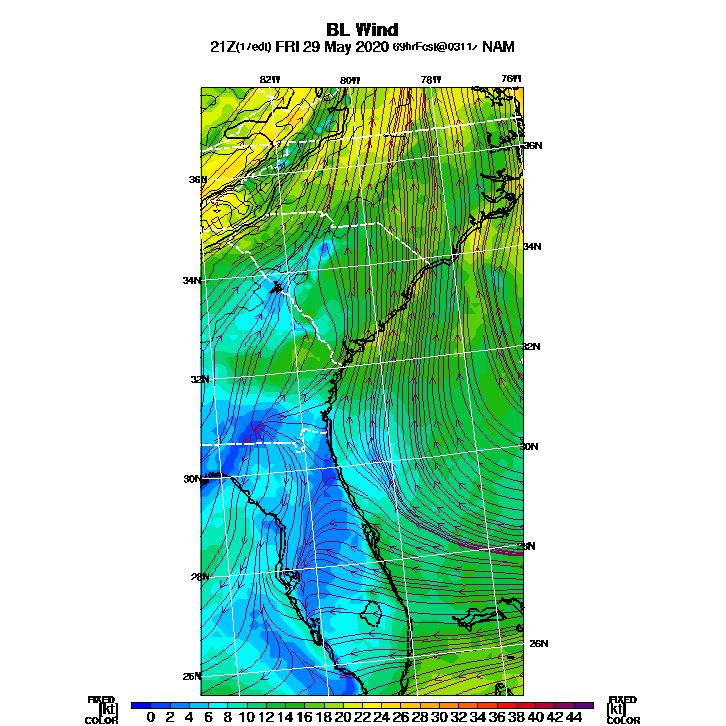 BL Wind
21Z(17edt) FRI 29 May 2020 69hrFcst@0311z NAM
82W 80W 78W 76W
36N
36N
34N
34N
32N
32N
30N
30N
28N
28N
26N
26N
FIXED FIXED
[kt] 0 2 4 6 8 10 12 14 16 18 20 22 24 26 28 30 32 34 36 38 40 42 44 [kt]
COLOR COLOR